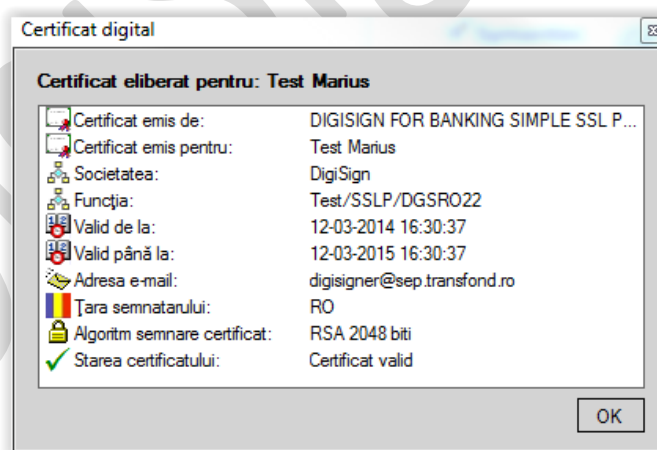 Certificat digital
Certificat eliberat pentru: Test Marius
Certificat emis de: DIGISIGN FOR BANKING SIMPLE SSL P...
Certificat emis pentru: Test Marius
Societatea: DigiSign
Funcţia: Test/SSLP/DGSRO22
Valid de la: 12-03-2014 16:30:37
Valid până la: 12-03-2015 16:30:37
Adresa e-mail: digisigner@sep.transfond.ro
Ţara semnatarului: RO
Algoritm semnare certificat: RSA 2048 biti
Starea certificatului: Certificat valid
OK